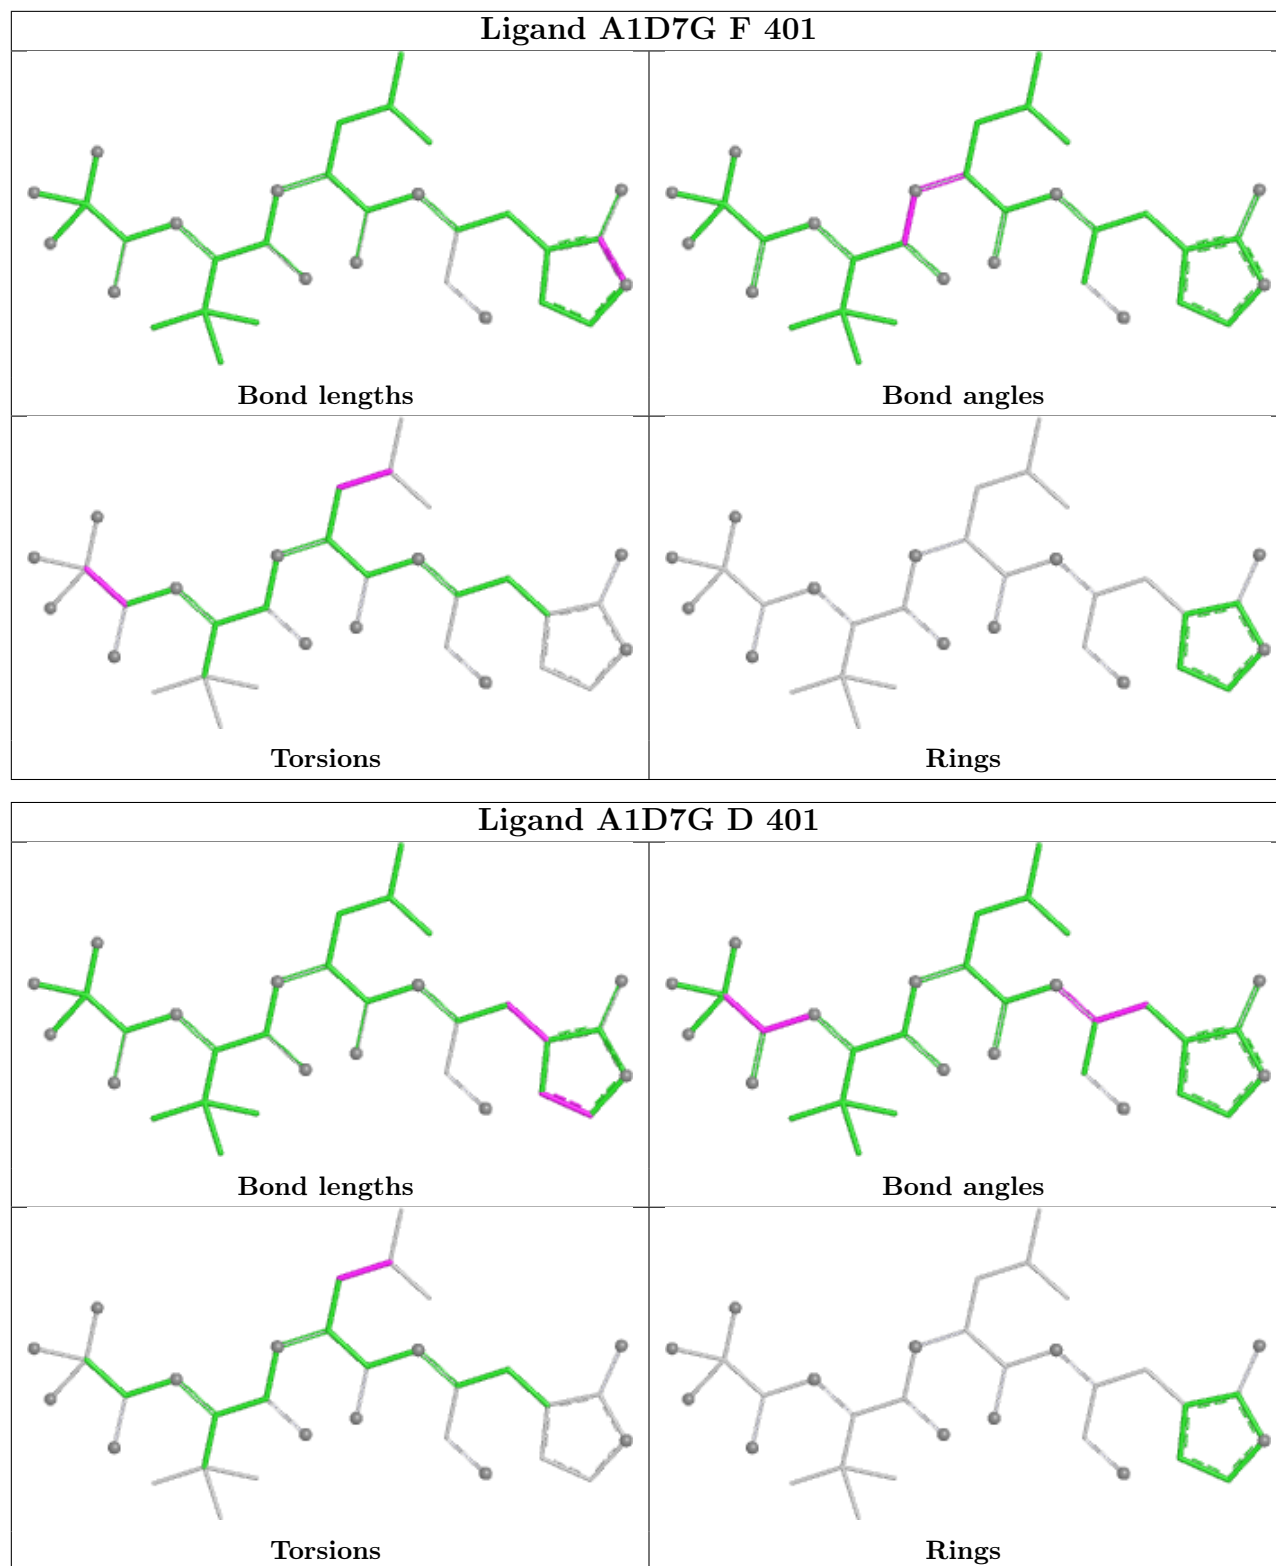 Ligand A1D7G F 401
Bond lengths
Bond angles
Torsions
Rings
Ligand A1D7G D 401
Bond lengths
Bond angles
Torsions
Rings